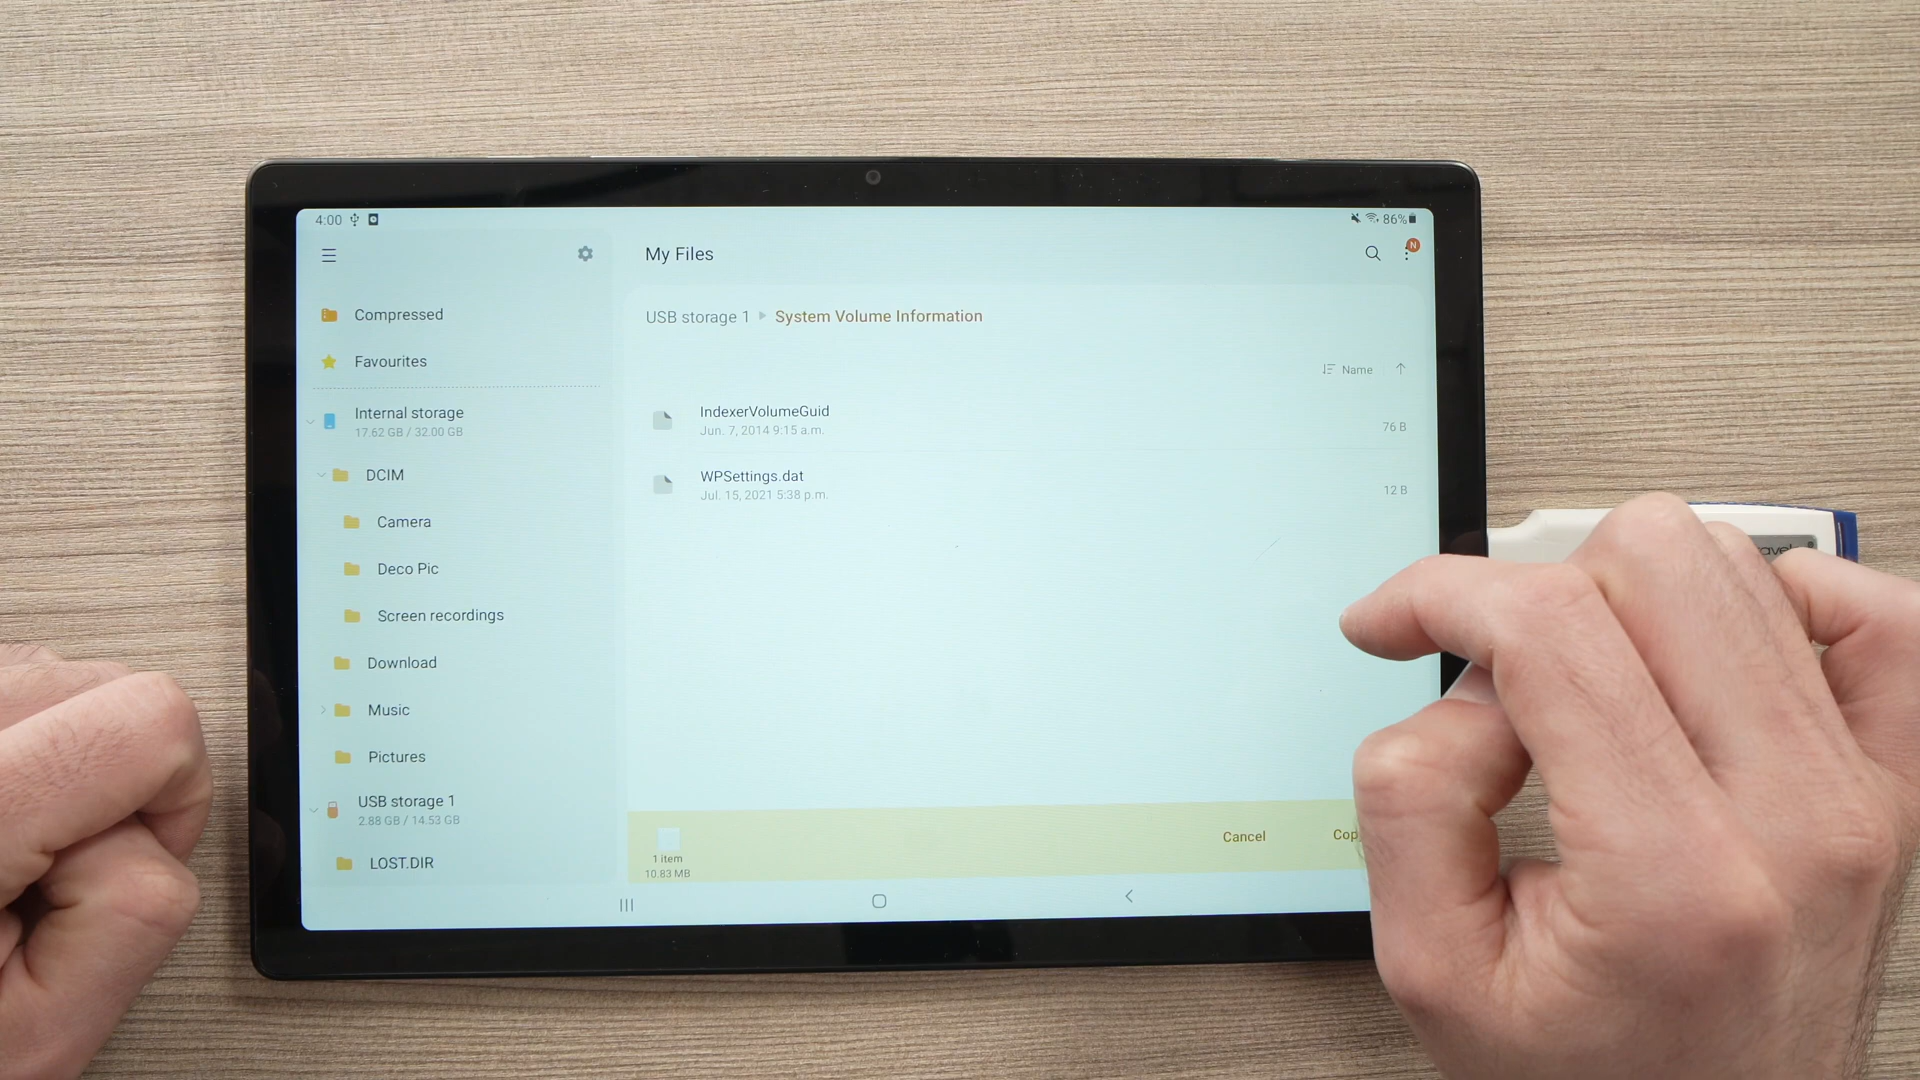 4:00
86%
My Files
N
Compressed
Favourites
Internal storage
17.62 GB / 32.00 GB
DCIM
Camera
Deco Pic
Screen recordings
Download
Music
Pictures
USB storage 1
2.88 GB / 14.53 GB
LOST.DIR
USB storage 1 System Volume Information
Name
IndexerVolumeGuid
Jun. 7, 2014 9:15 a.m.
76 B
WPSettings.dat
Jul. 15, 2021 5:38 p.m.
12 B
1 item
10.83 MB
Cancel